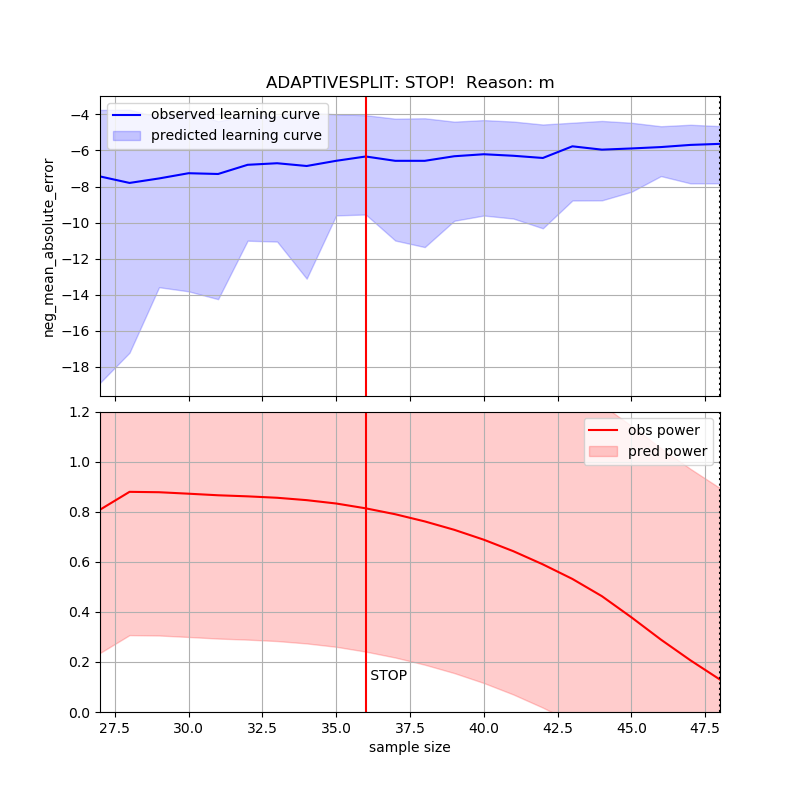 ADAPTIVESPLIT: STOP!  Reason: m
neg_mean_absolute_error
−4
−6
−8
−10
−12
−14
−16
−18
observed learning curve
predicted learning curve
1.2
1.0
0.8
0.6
0.4
0.2
0.0
obs power
pred power
STOP
27.5 30.0 32.5 35.0 37.5 40.0 42.5 45.0 47.5
sample size